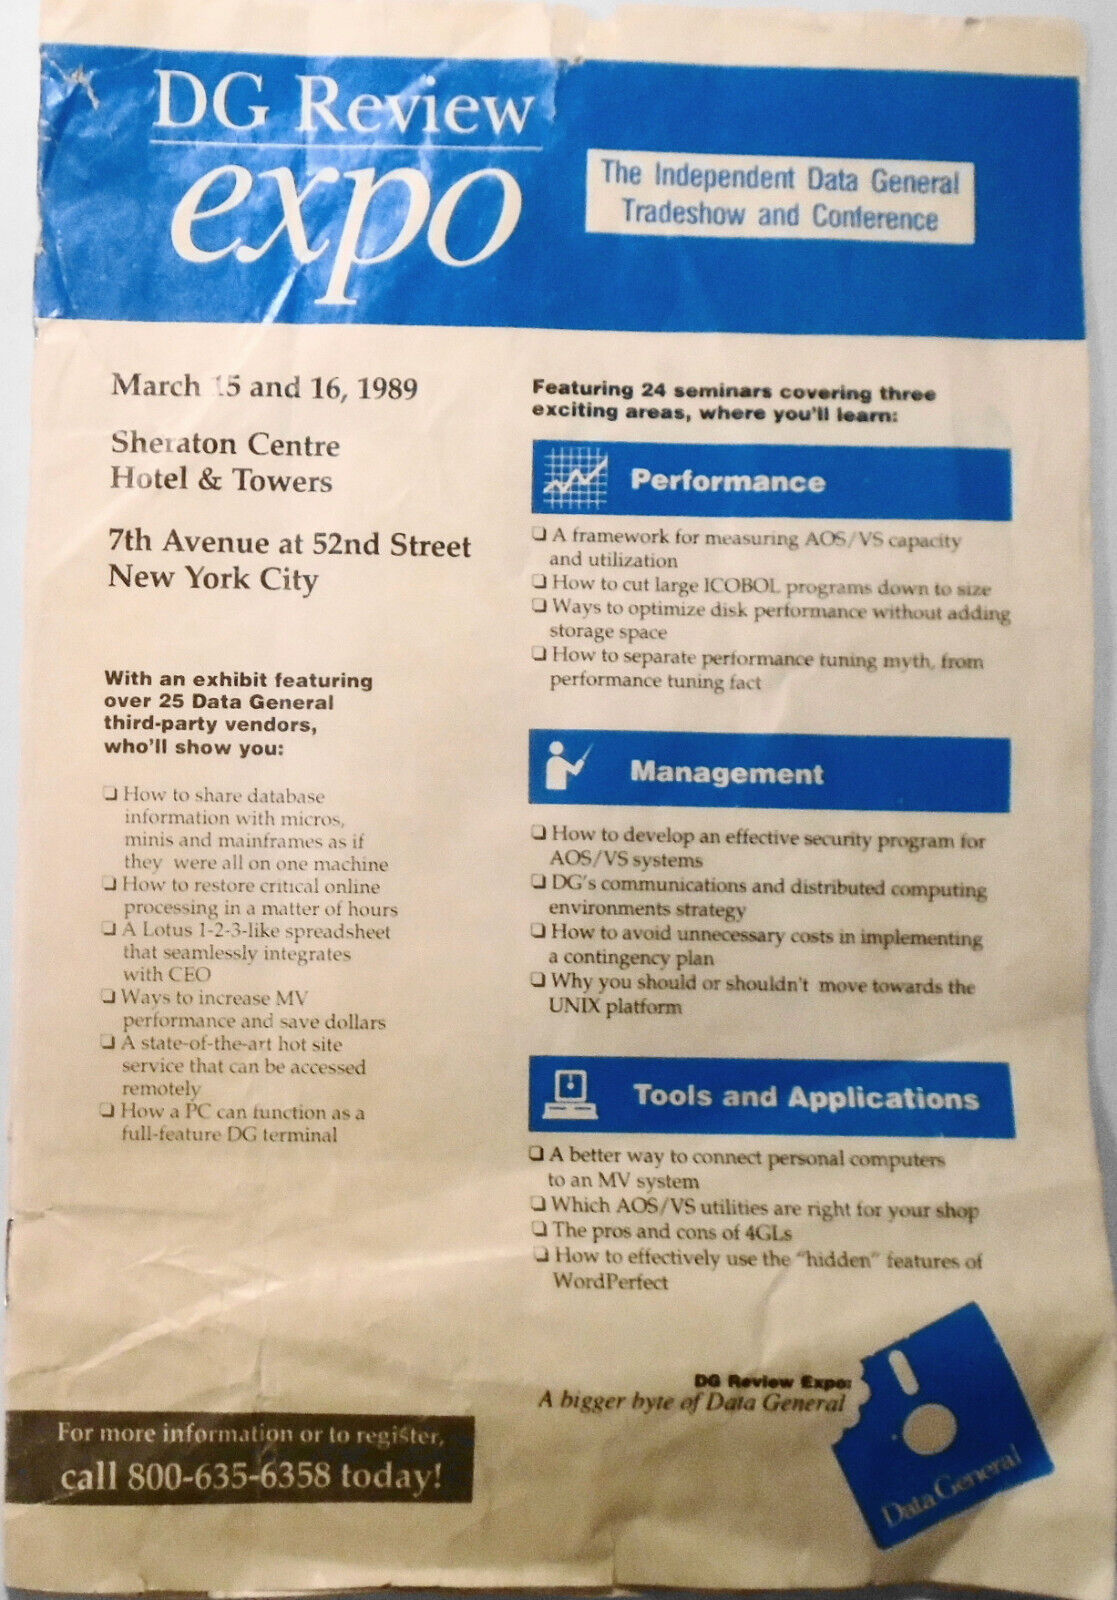 DG Review
expo
The Independent Data General
Tradeshow and Conference
March 15 and 16, 1989
Sheraton Centre
Hotel & Towers
7th Avenue at 52nd Street
New York City
With an exhibit featuring
over 25 Data General
third-party vendors,
who'll show you:
❏ How to share database
information with micros,
minis and mainframes as if
they were all on one machine
❏ How to restore critical online
processing in a matter of hours
❏ A Lotus 1-2-3-like spreadsheet
that seamlessly integrates
with CEO
❏ Ways to increase MV
performance and save dollars
❏ A state-of-the-art hot site
service that can be accessed
remotely
❏ How a PC can function as a
full-feature DG terminal
For more information or to register,
call 800-635-6358 today!
Featuring 24 seminars covering three
exciting areas, where you'll learn:
Performance
❏ A framework for measuring AOS/VS capacity
and utilization
❏ How to cut large ICOBOL programs down to size
❏ Ways to optimize disk performance without adding
storage space
❏ How to separate performance tuning myth, from
performance tuning fact
Management
❏ How to develop an effective security program for
AOS/VS systems
❏ DG's communications and distributed computing
environments strategy
❏ How to avoid unnecessary costs in implementing
a contingency plan
❏ Why you should or shouldn't move towards the
UNIX platform
Tools and Applications
❏ A better way to connect personal computers
to an MV system
❏ Which AOS/VS utilities are right for your shop
❏ The pros and cons of 4GLs
❏ How to effectively use the "hidden" features of
WordPerfect
DG Review Expo:
A bigger byte of Data General
Data General